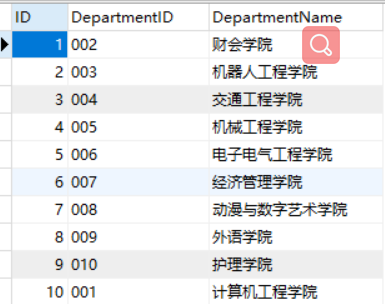 ID DepartmentID DepartmentName
1 002 财会学院
2 003 机器人工程学院
3 004 交通工程学院
4 005 机械工程学院
5 006 电子电气工程学院
6 007 经济管理学院
7 008 动漫与数字艺术学院
8 009 外语学院
9 010 护理学院
10 001 计算机工程学院